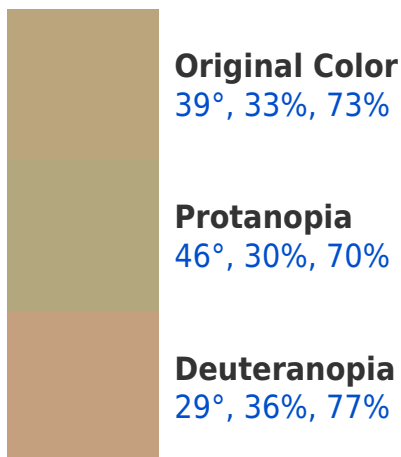 Original Color
39°, 33%, 73%
Protanopia
46°, 30%, 70%
Deuteranopia
29°, 36%, 77%